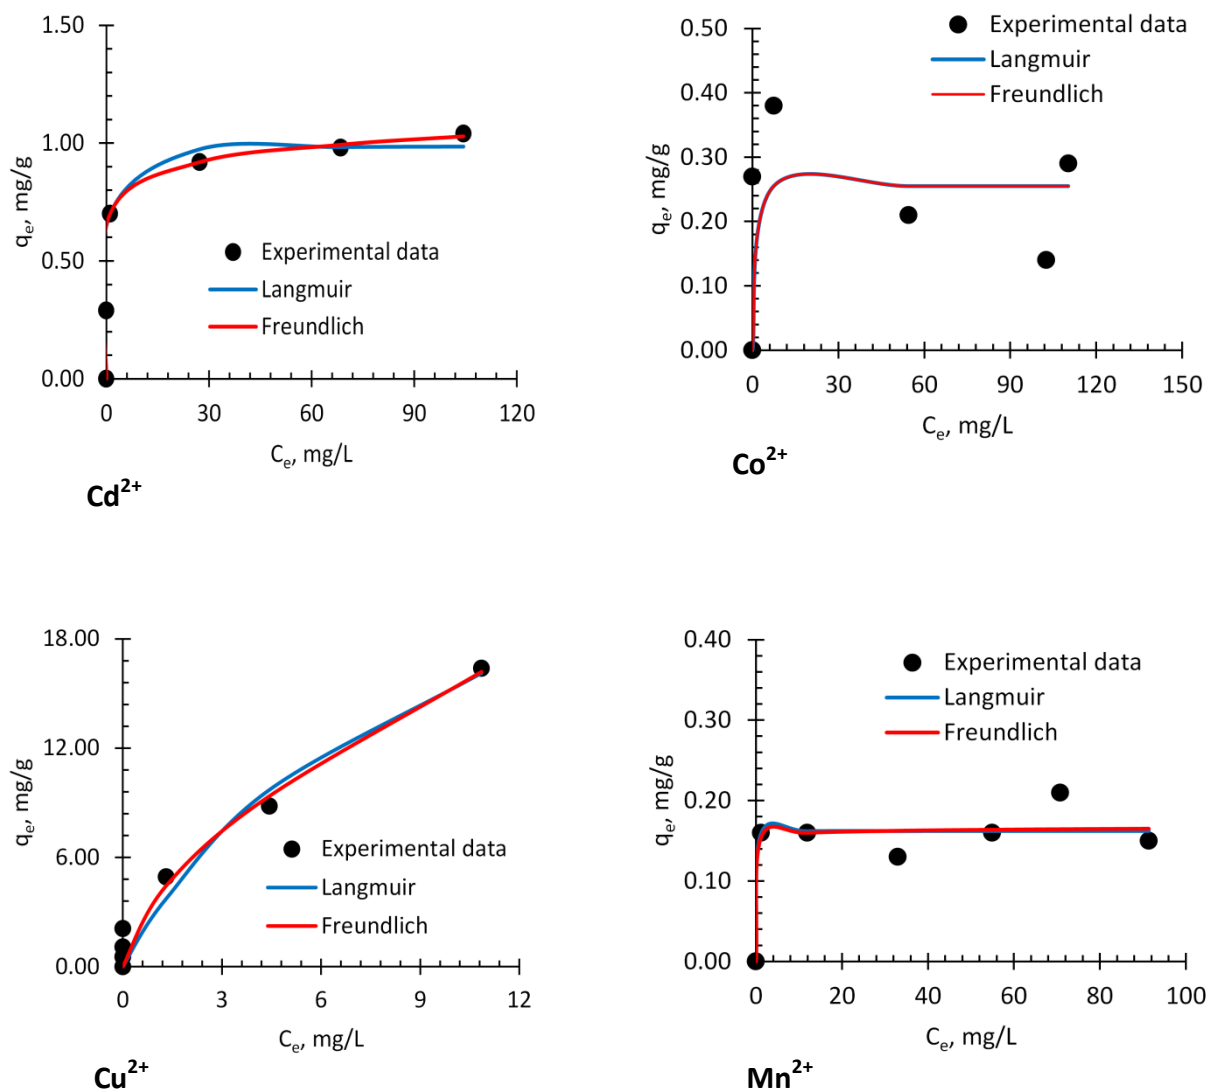 1.50
1.00
0.50
0.00
qe, mg/g
Experimental data
Langmuir
Freundlich
0 30 60 90 120
Ce, mg/L
Cd2+
0.50
0.40
0.30
0.20
0.10
0.00
qe, mg/g
Experimental data
Langmuir
Freundlich
0 30 60 90 120 150
Ce, mg/L
Co2+
18.00
12.00
6.00
0.00
qe, mg/g
Experimental data
Langmuir
Freundlich
0 3 6 9 12
Ce, mg/L
Cu2+
0.40
0.30
0.20
0.10
0.00
qe, mg/g
Experimental data
Langmuir
Freundlich
0 20 40 60 80 100
Ce, mg/L
Mn2+